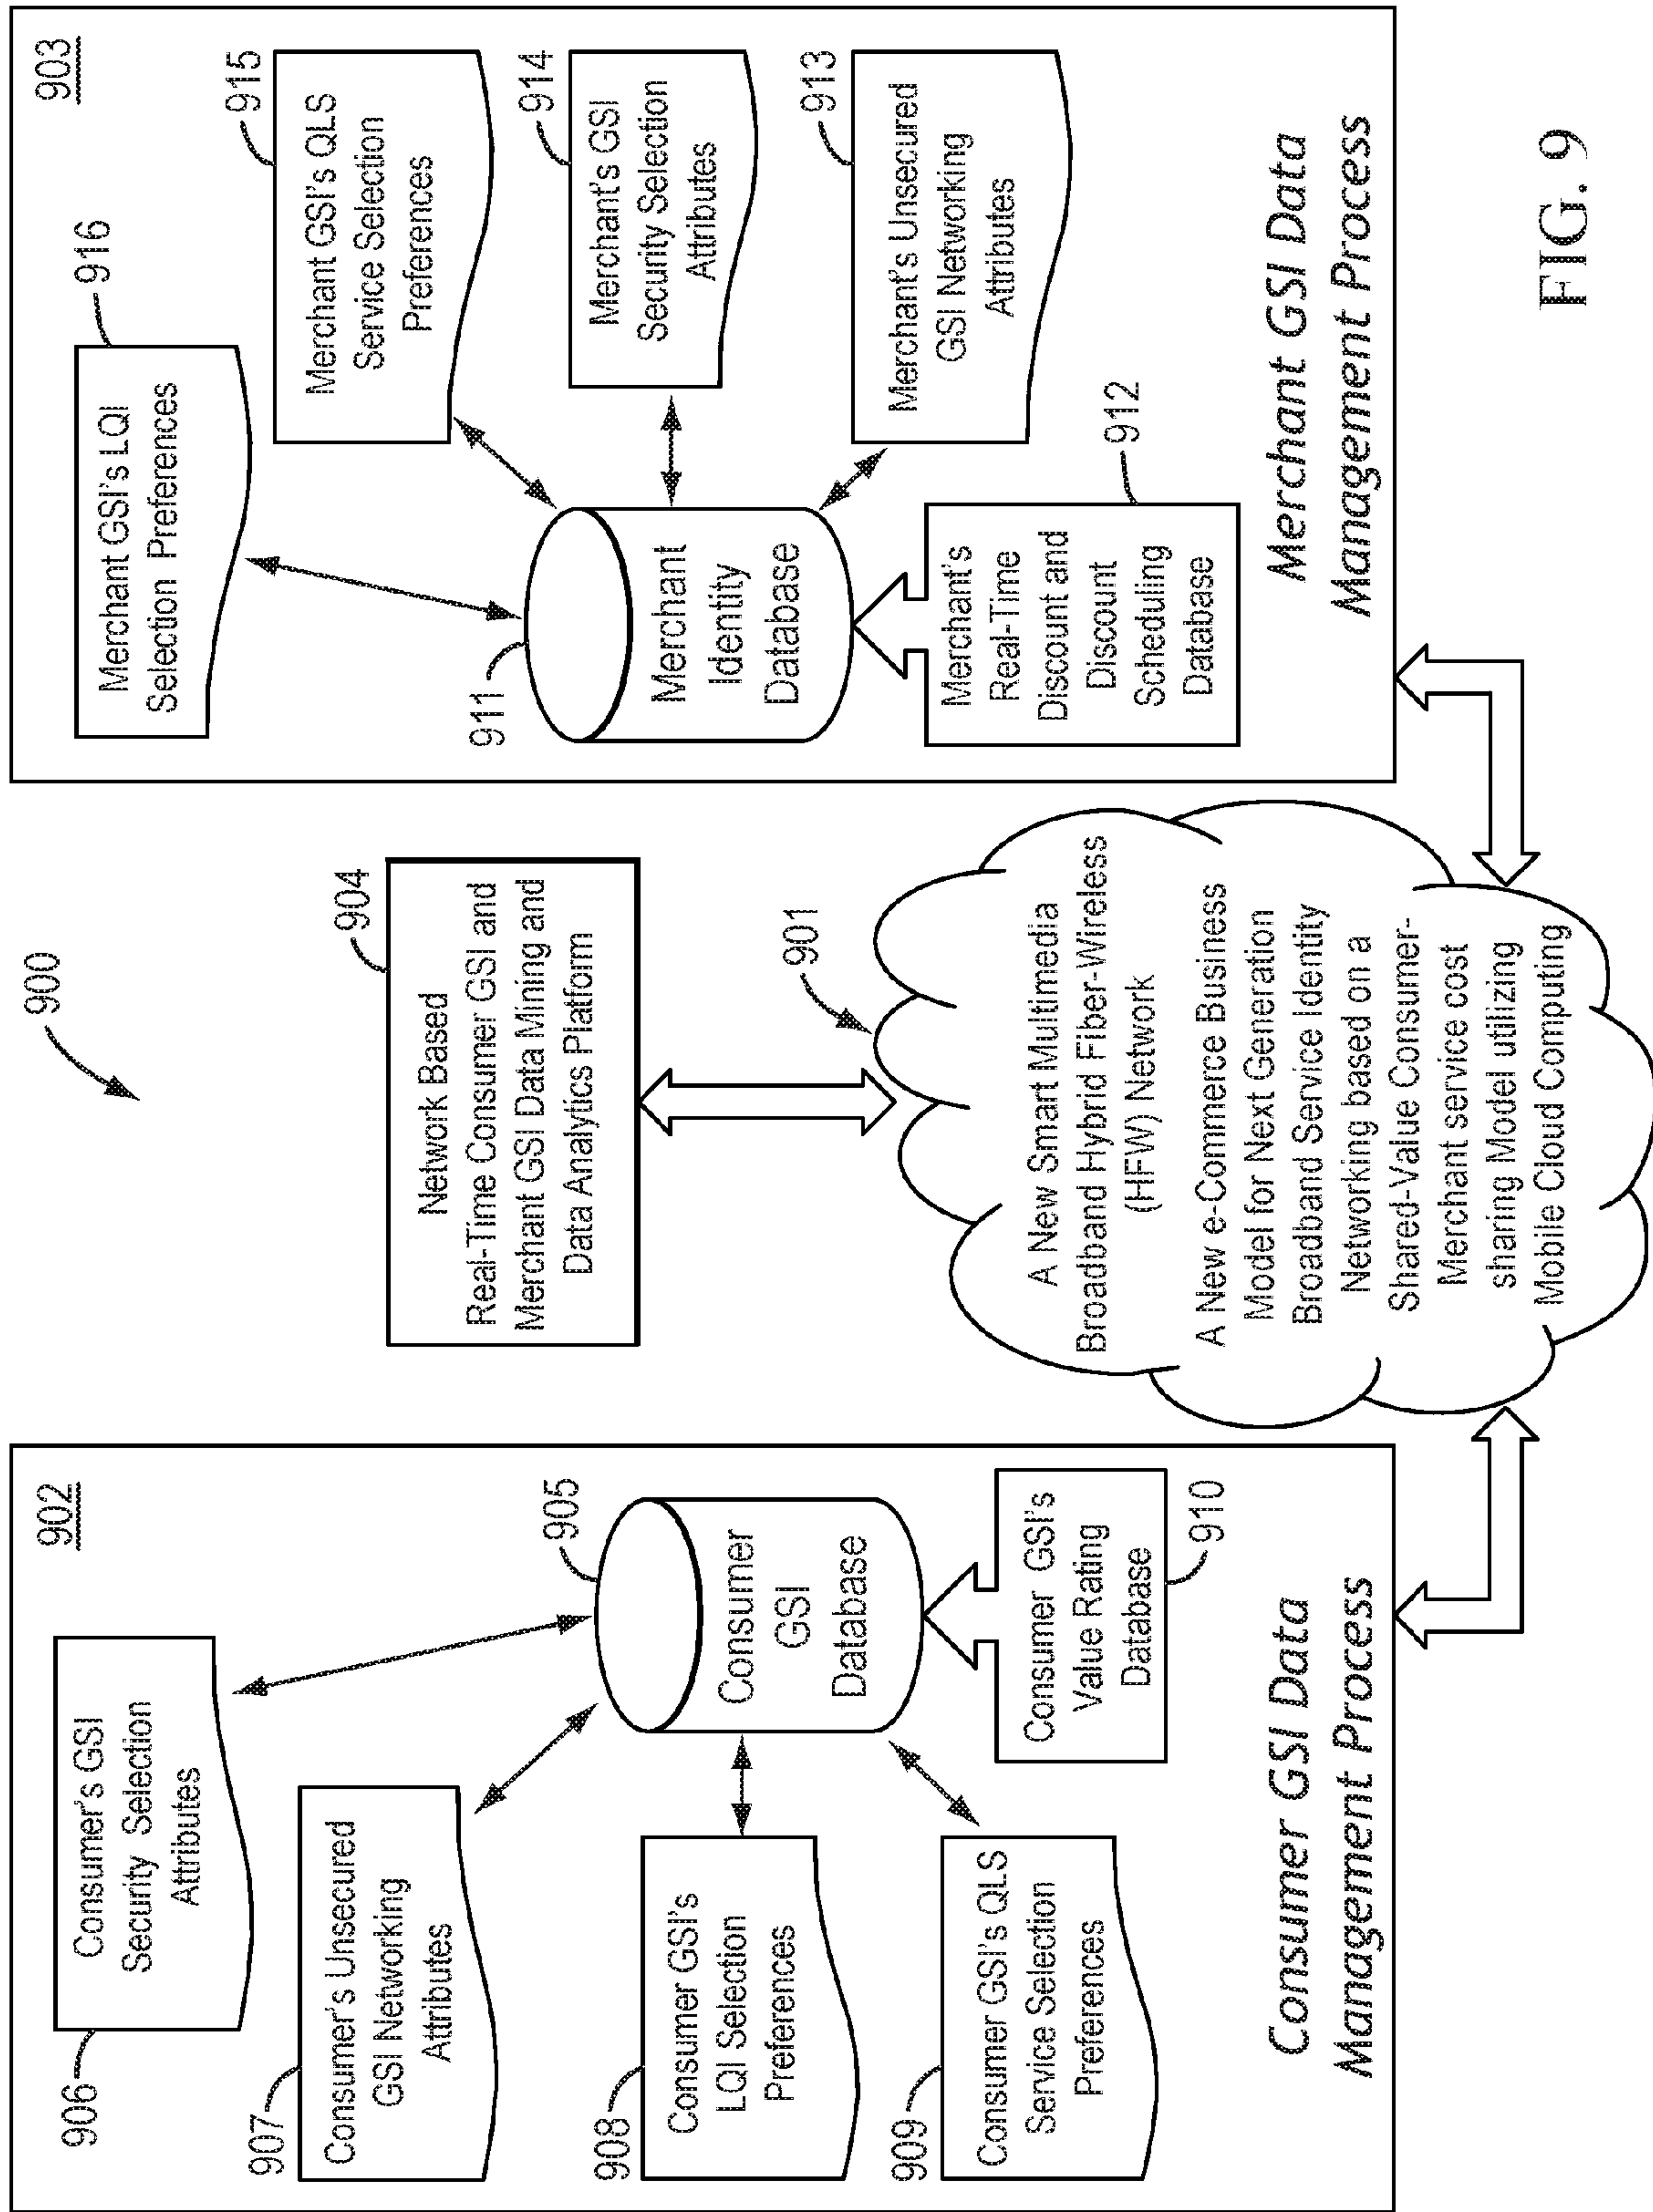 900
902
906
Consumer's GSI
Security Selection
Attributes
907
Consumer's Unsecured
GSI Networking
Attributes
908
Consumer GSI's
LQI Selection
Preferences
909
Consumer GSI's QLS
Service Selection
Preferences
905
Consumer
GSI
Database
Consumer GSI's
Value Rating
Database
910
Consumer GSI Data
Management Process
904
Network Based
Real-Time Consumer GSI and
Merchant GSI Data Mining and
Data Analytics Platform
901
A New Smart Multimedia
Broadband Hybrid Fiber-Wireless
(HFW) Network
A New e-Commerce Business
Model for Next Generation
Broadband Service Identity
Networking based on a
Shared-Value Consumer-
Merchant service cost
sharing Model utilizing
Mobile Cloud Computing
903
916
Merchant GSI's LQI
Selection Preferences
915
Merchant GSI's QLS
Service Selection
Preferences
914
Merchant's GSI
Security Selection
Attributes
913
Merchant's Unsecured
GSI Networking
Attributes
911
Merchant
Identity
Database
912
Merchant's
Real-Time
Discount and
Discount
Scheduling
Database
Merchant GSI Data
Management Process
FIG. 9